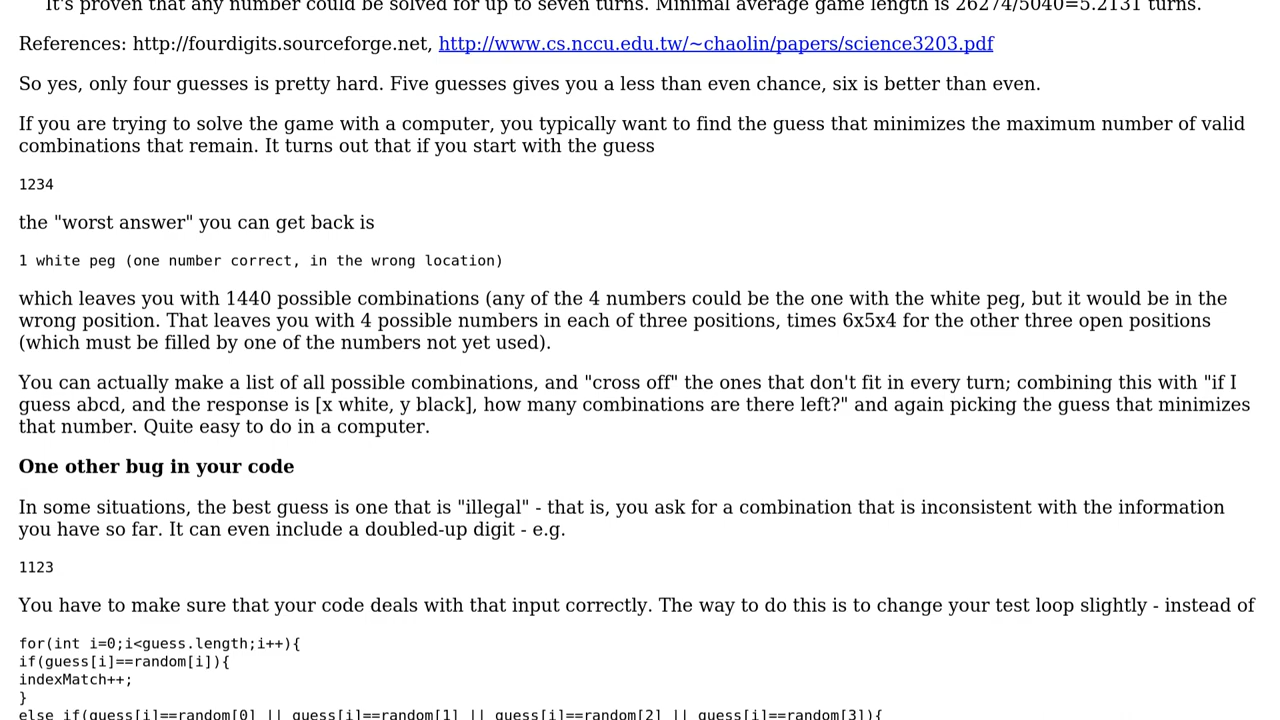 It's proven that any number could be solved for up to seven turns. Minimal average game length is 26274/5040=5.2131 turns.
References: http://fourdigits.sourceforge.net, http://www.cs.nccu.edu.tw/~chaolin/papers/science3203.pdf
So yes, only four guesses is pretty hard. Five guesses gives you a less than even chance, six is better than even.
If you are trying to solve the game with a computer, you typically want to find the guess that minimizes the maximum number of valid
combinations that remain. It turns out that if you start with the guess
1234
the "worst answer" you can get back is
1 white peg (one number correct, in the wrong location)
which leaves you with 1440 possible combinations (any of the 4 numbers could be the one with the white peg, but it would be in the
wrong position. That leaves you with 4 possible numbers in each of three positions, times 6x5x4 for the other three open positions
(which must be filled by one of the numbers not yet used).
You can actually make a list of all possible combinations, and "cross off" the ones that don't fit in every turn; combining this with "if I
guess abcd, and the response is [x white, y black], how many combinations are there left?" and again picking the guess that minimizes
that number. Quite easy to do in a computer.
One other bug in your code
In some situations, the best guess is one that is "illegal" - that is, you ask for a combination that is inconsistent with the information
you have so far. It can even include a doubled-up digit - e.g.
1123
You have to make sure that your code deals with that input correctly. The way to do this is to change your test loop slightly - instead of
for(int i=0;i<guess.length;i++){
if(guess[i]==random[i]){
indexMatch++;
}
else if(guess[i]==random[0] || guess[i]==random[1] || guess[i]==random[2] || guess[i]==random[3]){